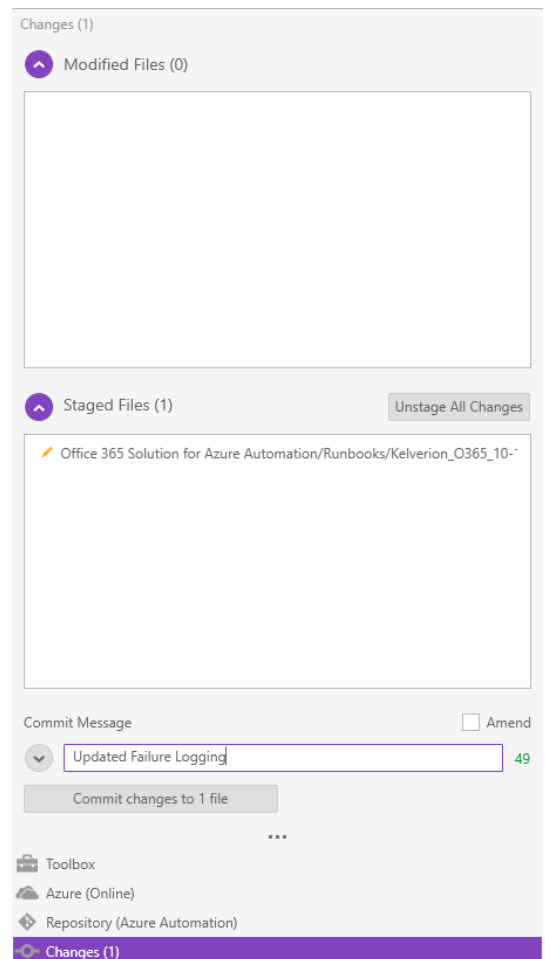 Changes (1)
Modified Files (0)
Staged Files (1)
Unstage All Changes
Office 365 Solution for Azure Automation/Runbooks/Kelverion_O365_10-
Commit Message
Amend
Updated Failure Logging
49
Commit changes to 1 file
...
Toolbox
Azure (Online)
Repository (Azure Automation)
Changes (1)